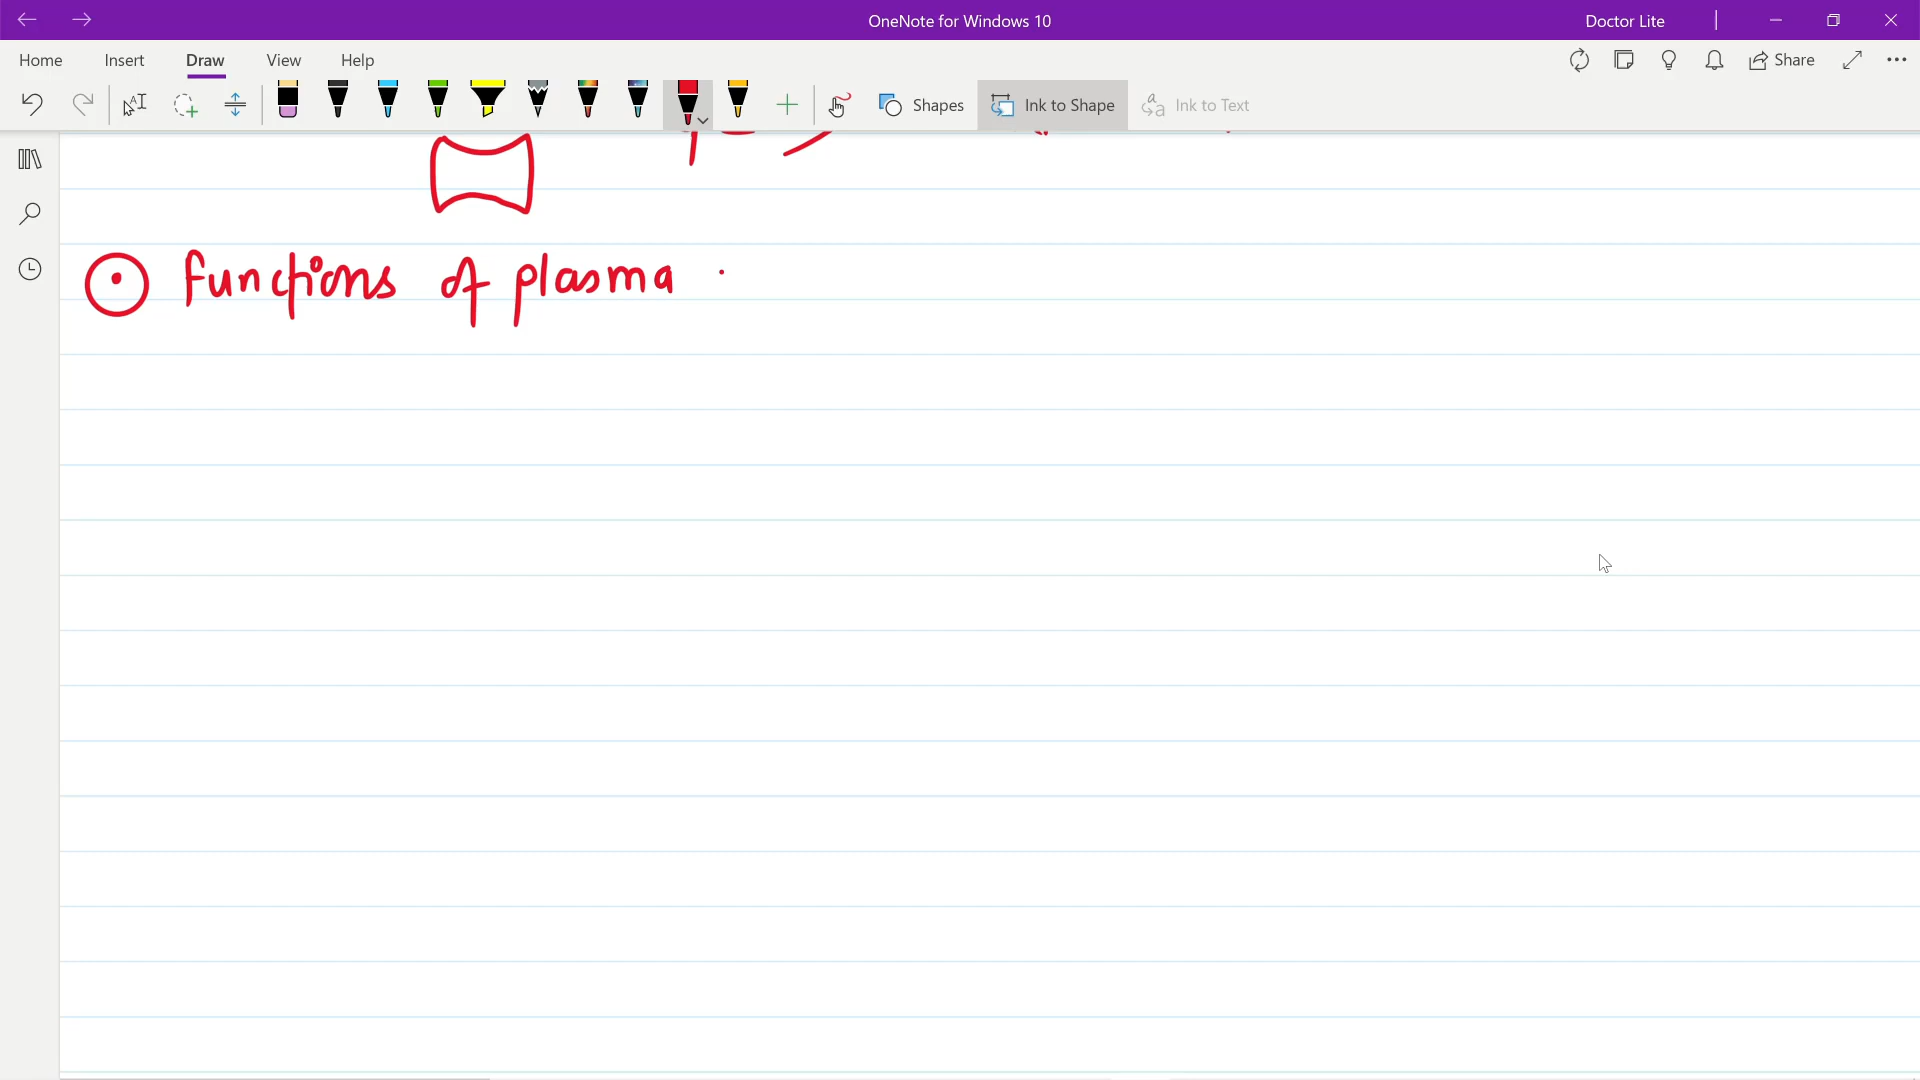 OneNote for Windows 10
Doctor Lite
Home Insert Draw View Help
Share
Shapes
Ink to Shape
Ink to Text
functions of plasma